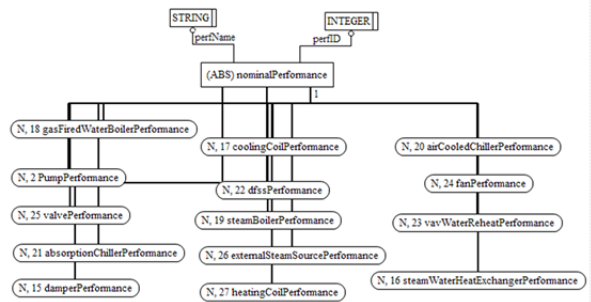 STRING
INTEGER
perfName
perfID
(ABS) nominalPerformance
1
N, 18 gasFiredWaterBoilerPerformance
N, 17 coolingCoilPerformance
N, 20 airCooledChillerPerformance
N, 2 PumpPerformance
N, 22 dfssPerformance
N, 24 fanPerformance
N, 25 valvePerformance
N, 19 steamBoilerPerformance
N, 23 vavWaterReheatPerformance
N, 21 absorptionChillerPerformance
N, 26 externalSteamSourcePerformance
N, 16 steamWaterHeatExchangerPerformance
N, 15 damperPerformance
N, 27 heatingCoilPerformance